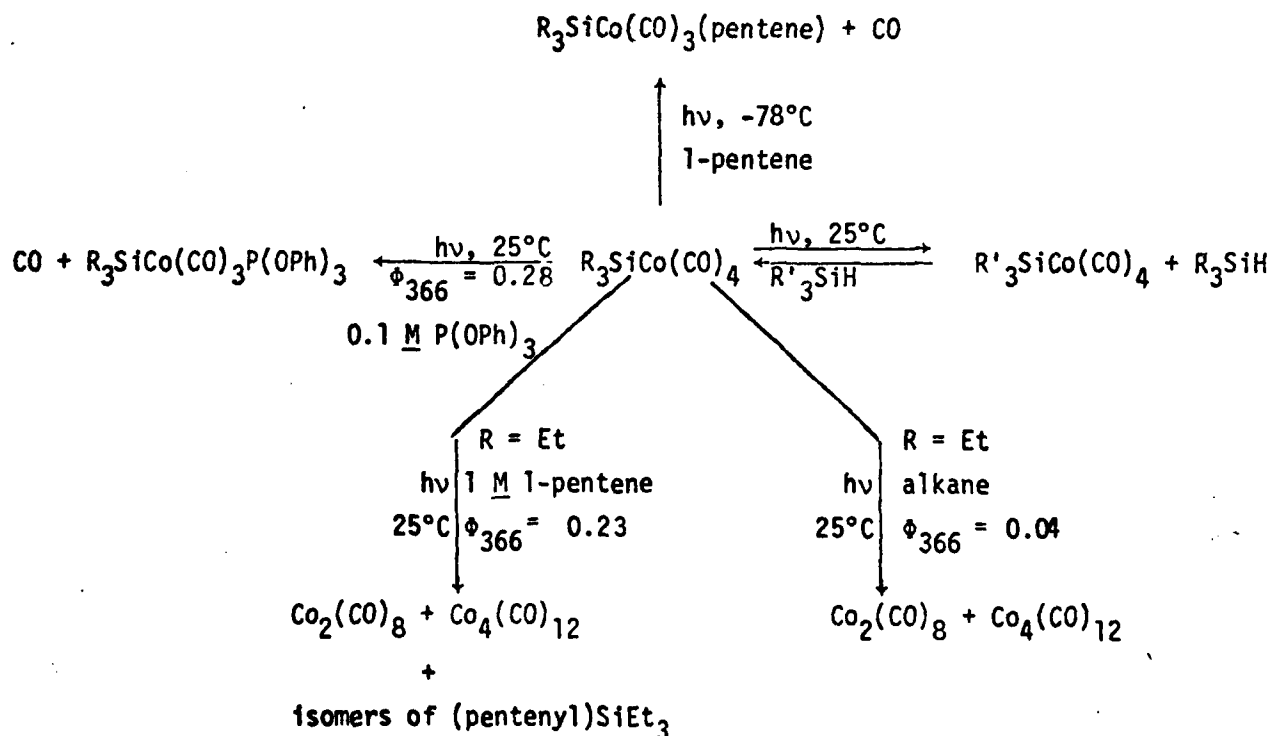 R₃SiCo(CO)₃(pentene) + CO
hν, -78°C
1-pentene
CO + R₃SiCo(CO)₃P(OPh)₃
hν, 25°C
Φ₃₆₆ = 0.28
0.1 M P(OPh)₃
R₃SiCo(CO)₄
hν, 25°C
R'₃SiH
R'₃SiCo(CO)₄ + R₃SiH
R = Et
hν 1 M 1-pentene
25°C Φ₃₆₆ = 0.23
Co₂(CO)₈ + Co₄(CO)₁₂
+
isomers of (pentenyl)SiEt₃
R = Et
hν alkane
25°C Φ₃₆₆ = 0.04
Co₂(CO)₈ + Co₄(CO)₁₂